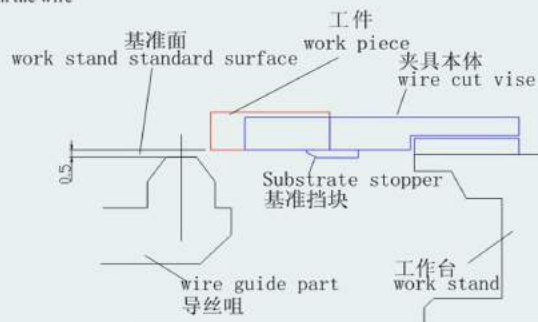 工件
work piece
基准面
work stand standard surface
夹具本体
wire cut vise
0.5
Substrate stopper
基准挡块
wire guide part
导丝咀
工作台
work stand